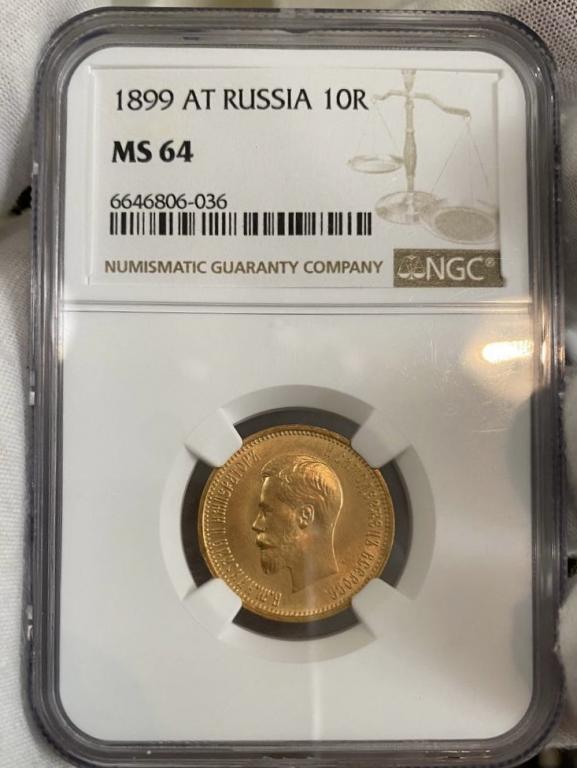 1899 AT RUSSIA 10R
MS 64
6646806-036
NUMISMATIC GUARANTY COMPANY
NGC®